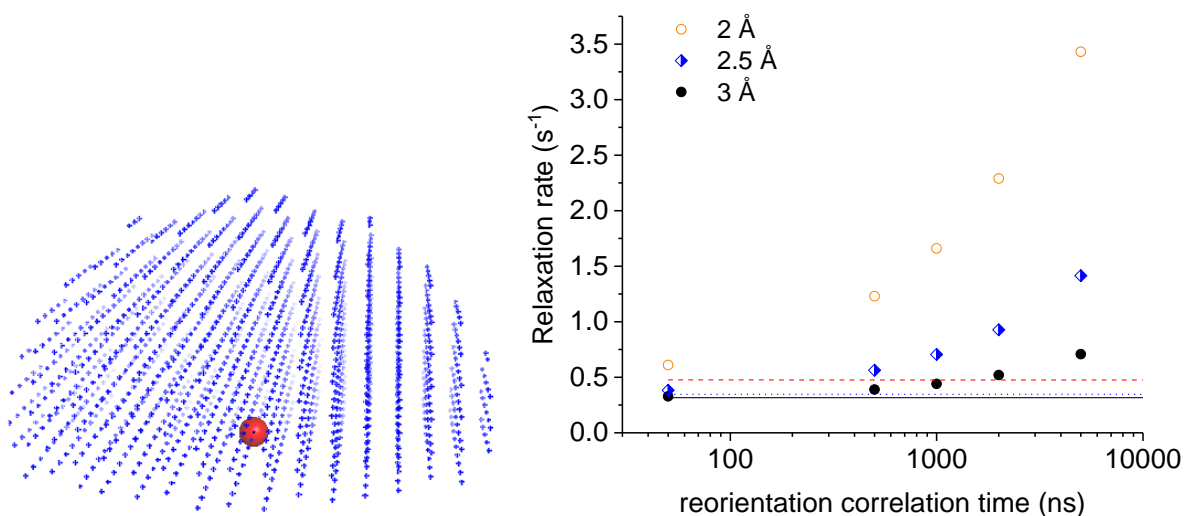 2 Å
2.5 Å
3 Å
Relaxation rate (s⁻¹)
3.5
3.0
2.5
2.0
1.5
1.0
0.5
0.0
100
1000
10000
reorientation correlation time (ns)